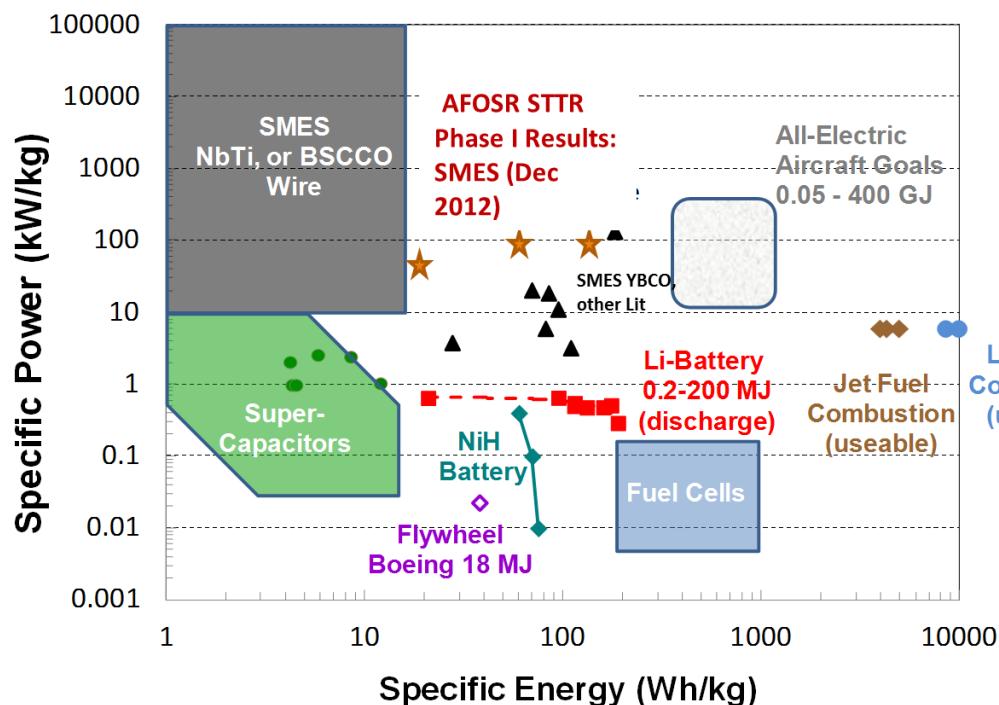 100000
10000
1000
100
10
1
0.1
0.01
0.001
Specific Power (kW/kg)
SMES
NbTi, or BSCCO
Wire
AFOSR STTR
Phase I Results:
SMES (Dec
2012)
All-Electric
Aircraft Goals
0.05 - 400 GJ
SMES YBCO,
other Lit
Super-
Capacitors
Li-Battery
0.2-200 MJ
(discharge)
NiH
Battery
Flywheel
Boeing 18 MJ
Fuel Cells
Jet Fuel
Combustion
(useable)
1
10
100
1000
10000
Specific Energy (Wh/kg)